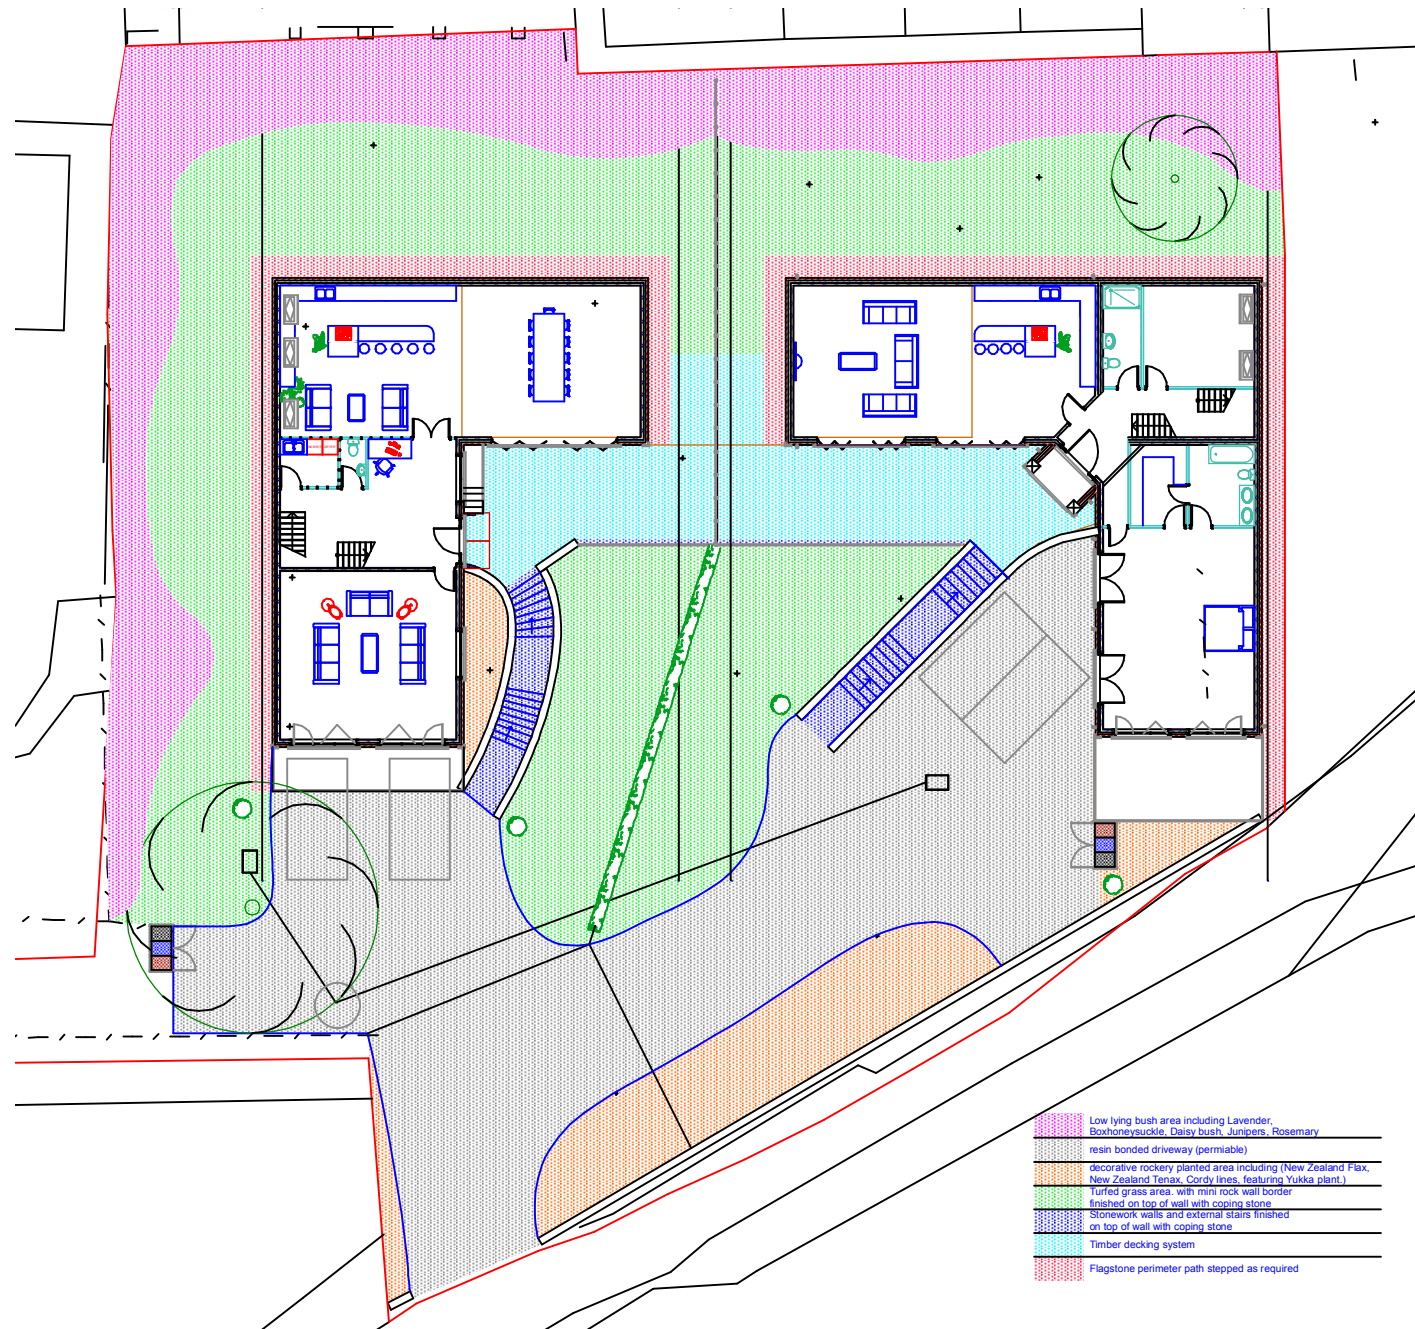 Low lying bush area including Lavender,
Boxhoneysuckle, Daisy bush, Junipers, Rosemary
resin bonded driveway (permiable)
decorative rockery planted area including (New Zealand Flax,
New Zealand Tenax, Cordy lines, featuring Yukka plant.)
Turfed grass area. with mini rock wall border
finished on top of wall with coping stone
Stonework walls and external stairs finished
on top of wall with coping stone
Timber decking system
Flagstone perimeter path stepped as required